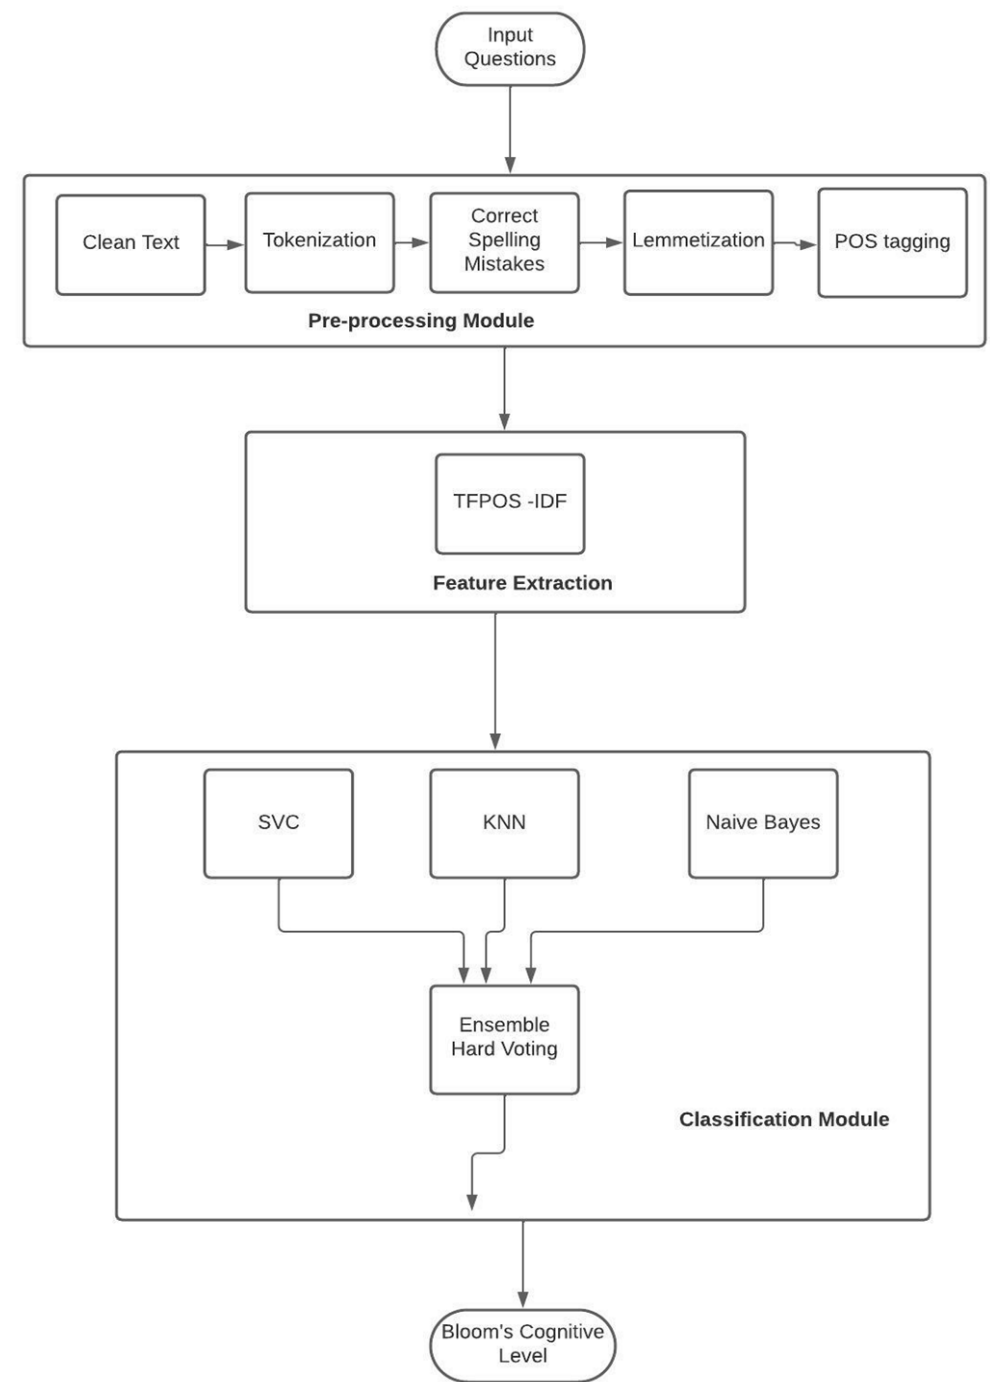 Input
Questions
Clean Text
Tokenization
Correct
Spelling
Mistakes
Lemmetization
POS tagging
Pre-processing Module
TFPOS -IDF
Feature Extraction
SVC
KNN
Naive Bayes
Ensemble
Hard Voting
Classification Module
Bloom's Cognitive
Level